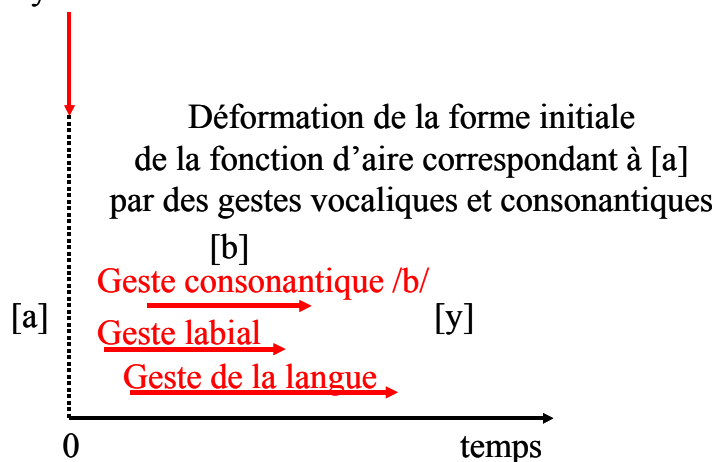 Déformation de la forme initiale
de la fonction d’aire correspondant à [a]
par des gestes vocaliques et consonantiques
[b]
Geste consonantique /b/
[a]
[y]
Geste labial
Geste de la langue
0
temps